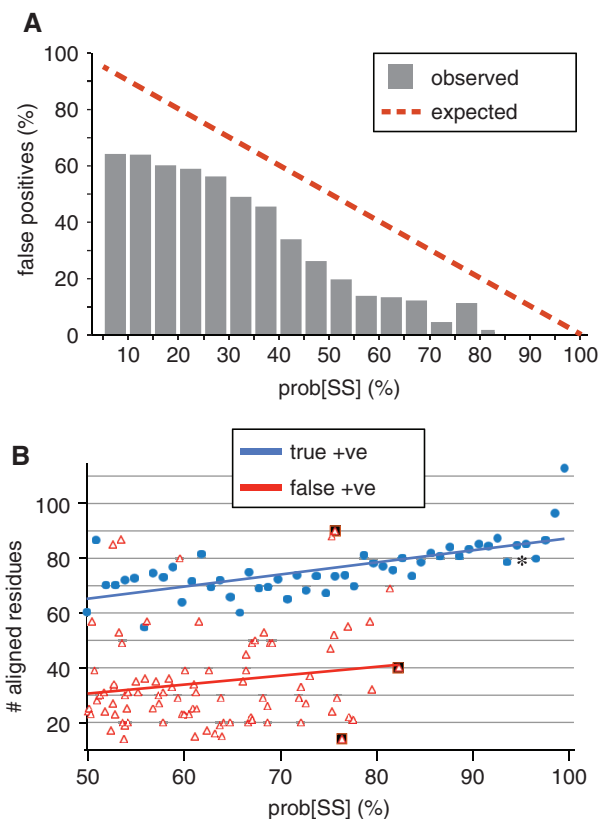 A
100
80
60
40
20
0
false positives (%)
observed
expected
10 20 30 40 50 60 70 80 90 100
prob[SS] (%)
B
true +ve
false +ve
100
80
60
40
20
# aligned residues
*
50 60 70 80 90 100
prob[SS] (%)